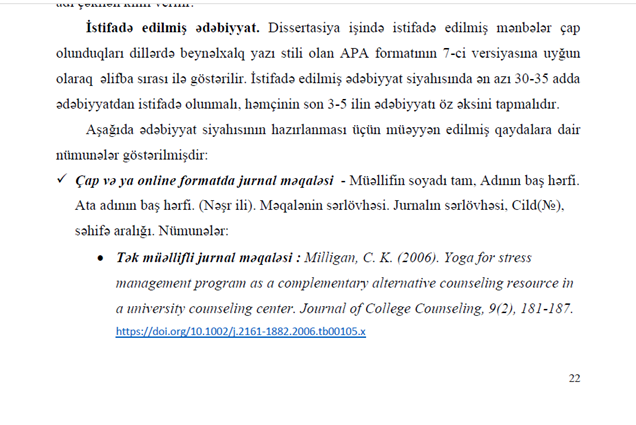 İstifadə edilmiş ədəbiyyat. Dissertasiya işində istifadə edilmiş mənbələr çap
olunduqları dillərdə beynəlxalq yazı stili olan APA formatının 7-ci versiyasına uyğun
olaraq əlifba sırası ilə göstərilir. İstifadə edilmiş ədəbiyyat siyahısında ən azı 30-35 adda
ədəbiyyatdan istifadə olunmalı, həmçinin son 3-5 ilin ədəbiyyatı öz əksini tapmalıdır.
Aşağıda ədəbiyyat siyahısının hazırlanması üçün müəyyən edilmiş qaydalara dair
nümunələr göstərilmişdir:
✓ Çap və ya online formatda jurnal məqaləsi - Müəllifin soyadı tam, Adının baş hərfi.
Ata adının baş hərfi. (Nəşr ili). Məqalənin sərlövhəsi. Jurnalın sərlövhəsi, Cild(№),
səhifə aralığı. Nümunələr:
• Tək müəllifli jurnal məqaləsi : Milligan, C. K. (2006). Yoga for stress
management program as a complementary alternative counseling resource in
a university counseling center. Journal of College Counseling, 9(2), 181-187.
https://doi.org/10.1002/j.2161-1882.2006.tb00105.x
22